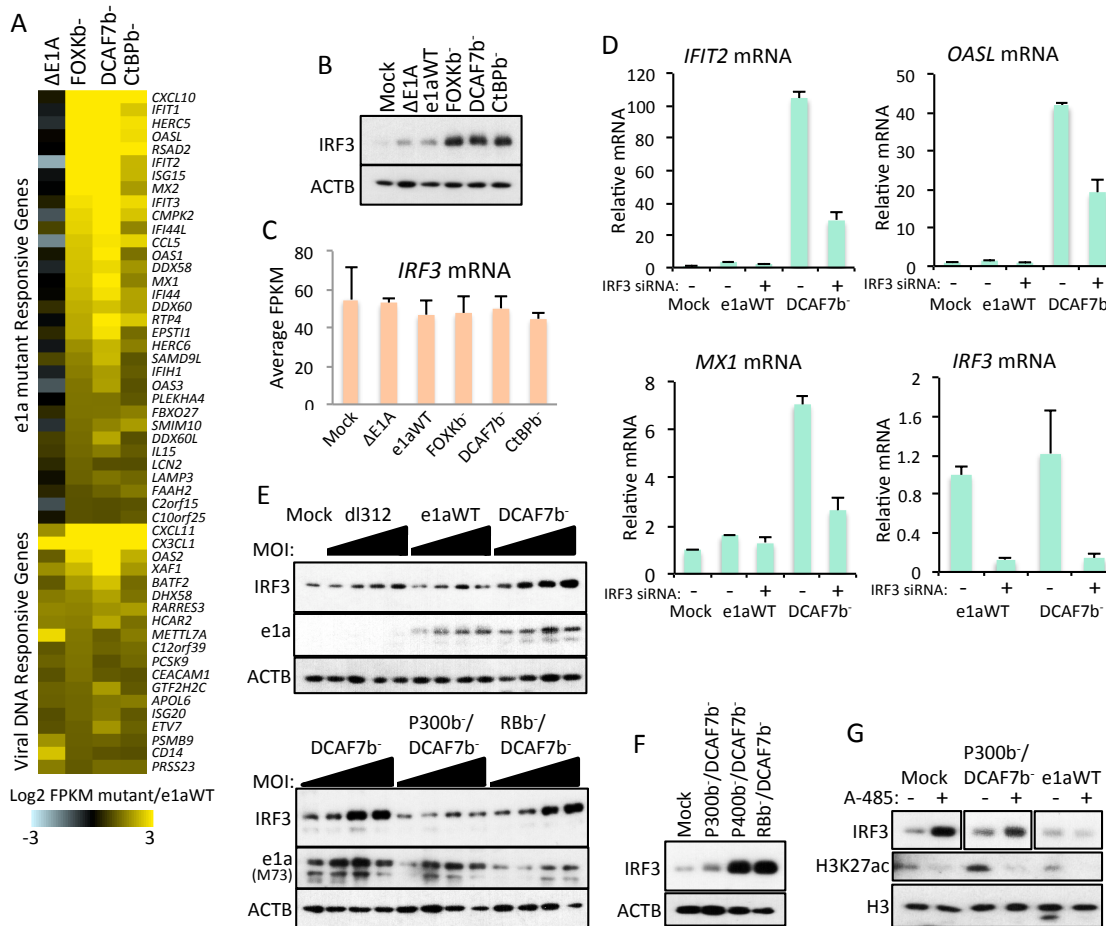 A
ΔE1A
FOXKb-
DCAF7b-
CtBPb-
e1a mutant Responsive Genes
Viral DNA Responsive Genes
CXCL10
IFIT1
HERC5
OASL
RSAD2
IFIT2
ISG15
MX2
IFIT3
CMPK2
IFI44L
CCL5
OAS1
DDX58
MX1
IFI44
DDX60
RTP4
EPSTI1
HERC6
SAMD9L
IFIH1
OAS3
PLEKHA4
FBXO27
SMIM10
DDX60L
IL15
LCN2
LAMP3
FAAH2
C2orf15
C10orf25
CXCL11
CX3CL1
OAS2
XAF1
BATF2
DHX58
RARRES3
HCAR2
METTL7A
C12orf39
PCSK9
CEACAM1
GTF2H2C
APOL6
ISG20
ETV7
PSMB9
CD14
PRSS23
Log2 FPKM mutant/e1aWT
-3 3
B
Mock
ΔE1A
e1aWT
FOXKb-
DCAF7b-
CtBPb-
IRF3
ACTB
C
IRF3 mRNA
Average FPKM
80
60
40
20
0
Mock
ΔE1A
e1aWT
FOXKb-
DCAF7b-
CtBPb-
D
IFIT2 mRNA
Relative mRNA
120
100
80
60
40
20
0
IRF3 siRNA: - - + - +
Mock e1aWT DCAF7b-
OASL mRNA
Relative mRNA
50
40
30
20
10
0
IRF3 siRNA: - - + - +
Mock e1aWT DCAF7b-
MX1 mRNA
Relative mRNA
8
6
4
2
0
IRF3 siRNA: - - + - +
Mock e1aWT DCAF7b-
IRF3 mRNA
Relative mRNA
2
1.6
1.2
0.8
0.4
0
IRF3 siRNA: - + - +
e1aWT DCAF7b-
E
Mock dl312 e1aWT DCAF7b-
MOI:
IRF3
e1a
ACTB
DCAF7b-
P300b-/
DCAF7b-
RBb-/
DCAF7b-
MOI:
IRF3
e1a
(M73)
ACTB
F
Mock
P300b-/DCAF7b-
P400b-/DCAF7b-
RBb-/DCAF7b-
IRF3
ACTB
G
Mock
P300b-/
DCAF7b-
e1aWT
A-485: - + - + - +
IRF3
H3K27ac
H3